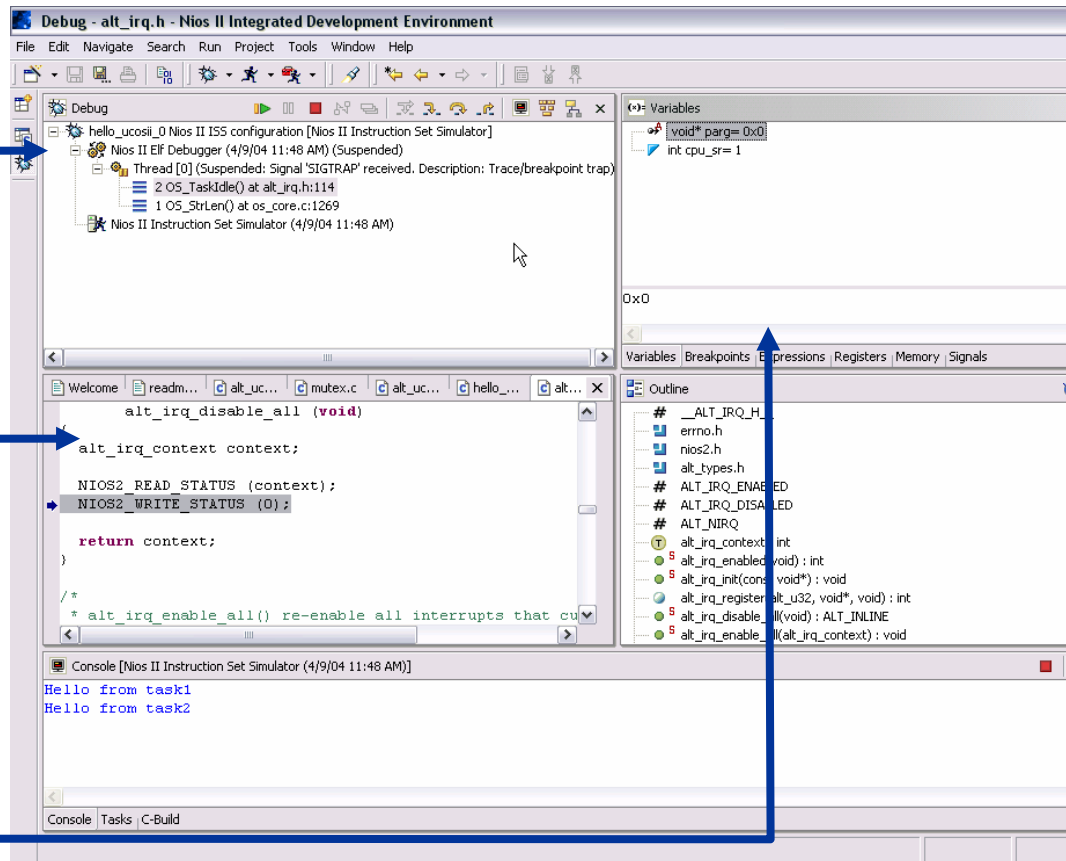 Debug - alt_irq.h - Nios II Integrated Development Environment
File Edit Navigate Search Run Project Tools Window Help
Debug
hello_ucosii_0 Nios II ISS configuration [Nios II Instruction Set Simulator]
Nios II Elf Debugger (4/9/04 11:48 AM) (Suspended)
Thread [0] (Suspended: Signal 'SIGTRAP' received. Description: Trace/breakpoint trap)
2 OS_TaskIdle() at alt_irq.h:114
1 OS_StrLen() at os_core.c:1269
Nios II Instruction Set Simulator (4/9/04 11:48 AM)
(x)= Variables
void* parg= 0x0
int cpu_sr= 1
0x0
Variables Breakpoints Expressions Registers Memory Signals
Welcome readm... alt_uc... mutex.c alt_uc... hello_... alt...
alt_irq_disable_all (void)
{
alt_irq_context context;
NIOS2_READ_STATUS (context);
NIOS2_WRITE_STATUS (0);
return context;
}
/*
* alt_irq_enable_all() re-enable all interrupts that cu
Outline
# __ALT_IRQ_H__
errno.h
nios2.h
alt_types.h
# ALT_IRQ_ENABLED
# ALT_IRQ_DISABLED
# ALT_NIRQ
T alt_irq_context : int
S alt_irq_enabled(void) : int
S alt_irq_init(const void*) : void
alt_irq_register(alt_u32, void*, void) : int
S alt_irq_disable_all(void) : ALT_INLINE
S alt_irq_enable_all(alt_irq_context) : void
Console [Nios II Instruction Set Simulator (4/9/04 11:48 AM)]
Hello from task1
Hello from task2
Console Tasks C-Build